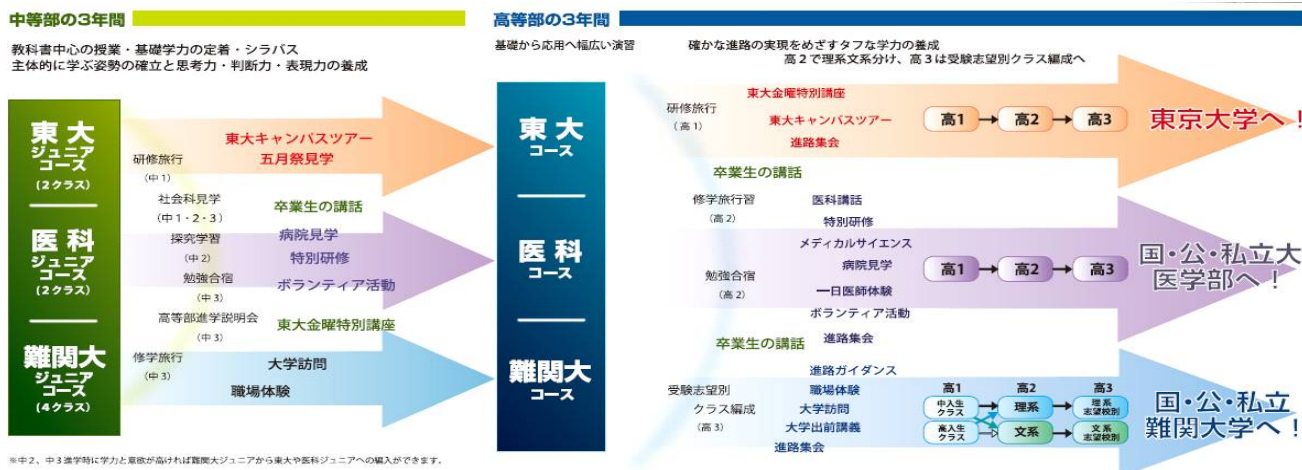 中等部の3年間
教科書中心の授業・基礎学力の定着・シラバス
主体的に学ぶ姿勢の確立と思考力・判断力・表現力の養成
東大
ジュニア
コース
(2クラス)
医科
ジュニア
コース
(2クラス)
難関大
ジュニア
コース
(4クラス)
研修旅行
(中1)
社会科見学
(中1・2・3)
探究学習
(中2)
勉強合宿
(中3)
高等部進学説明会
(中3)
修学旅行
(中3)
東大キャンパスツアー
五月祭見学
卒業生の講話
病院見学
特別研修
ボランティア活動
東大金曜特別講座
大学訪問
職場体験
※中2、中3進学時に学力と意欲が高ければ難関大ジュニアから東大や医科ジュニアへの編入ができます。
高等部の3年間
基礎から応用へ幅広い演習
確かな進路の実現をめざすタフな学力の養成
高2で理系文系分け、高3は受験志望別クラス編成へ
東大
コース
医科
コース
難関大
コース
研修旅行
(高1)
東大金曜特別講座
東大キャンパスツアー
進路集会
高1
高2
高3
東京大学へ!
卒業生の講話
修学旅行習
(高2)
医科講話
特別研修
メディカルサイエンス
病院見学
勉強合宿
(高2)
一日医師体験
ボランティア活動
進路集会
高1
高2
高3
国・公・私立大
医学部へ!
卒業生の講話
進路ガイダンス
受験志望別
クラス編成
(高3)
職場体験
大学訪問
大学出前講義
進路集会
高1
高2
高3
中入生
クラス
理系
理系
志望校別
高入生
クラス
文系
文系
志望校別
国・公・私立
難関大学へ!